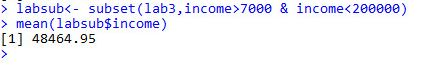 > labsub<- subset(lab3,income>7000 & income<200000)
> mean(labsub$income)
[1] 48464.95
>